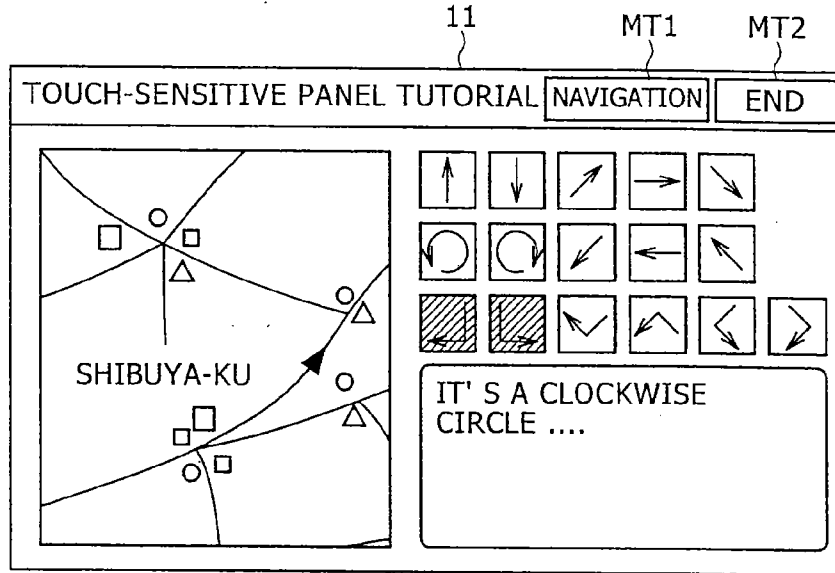 11 MT1 MT2
TOUCH-SENSITIVE PANEL TUTORIAL NAVIGATION END
SHIBUYA-KU
IT' S A CLOCKWISE
CIRCLE ....